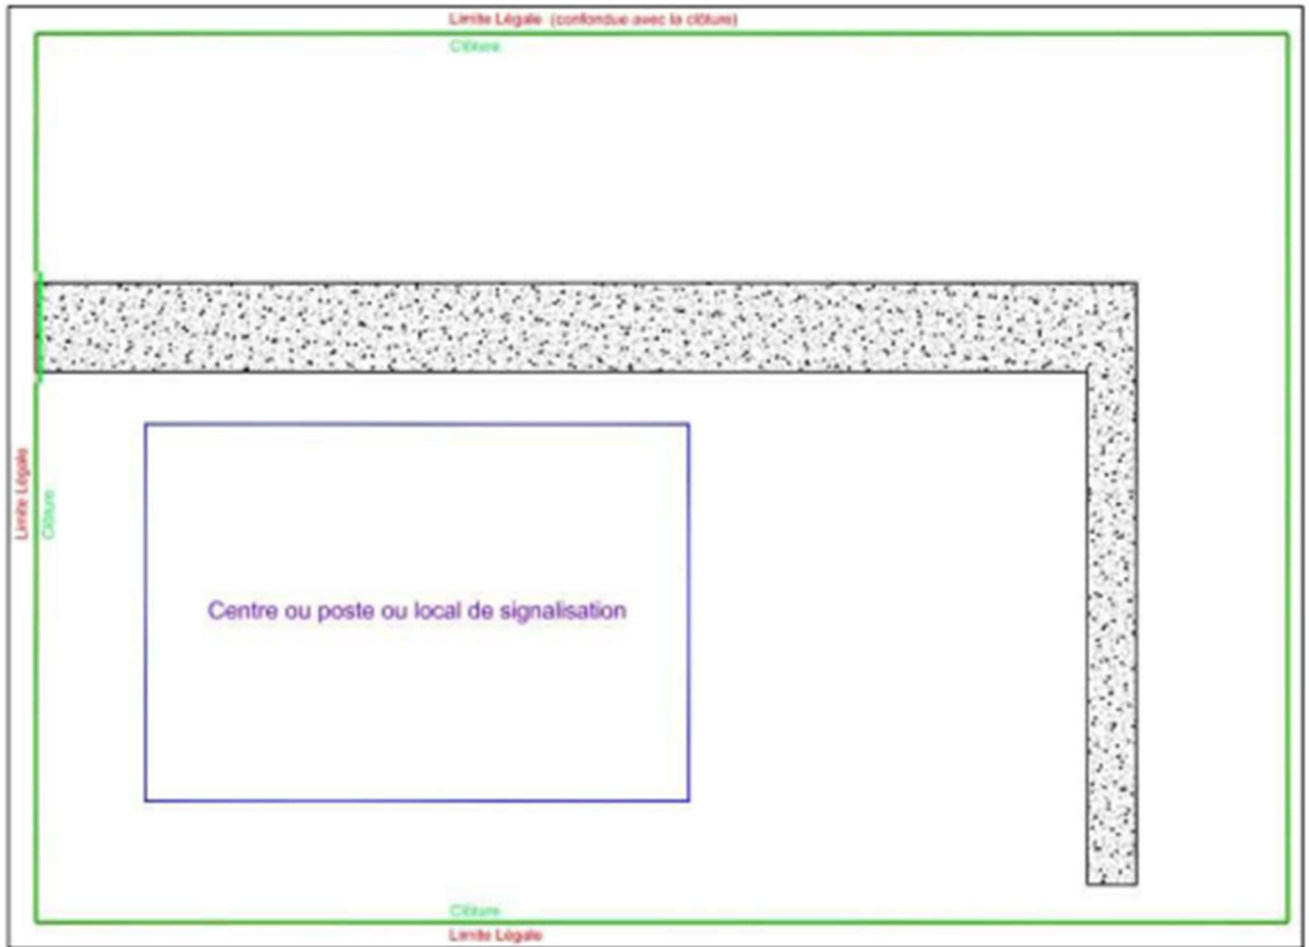 Limite Légale (confondue avec la clôture)
Clôture
Limite Légale
Clôture
Centre ou poste ou local de signalisation
Clôture
Limite Légale